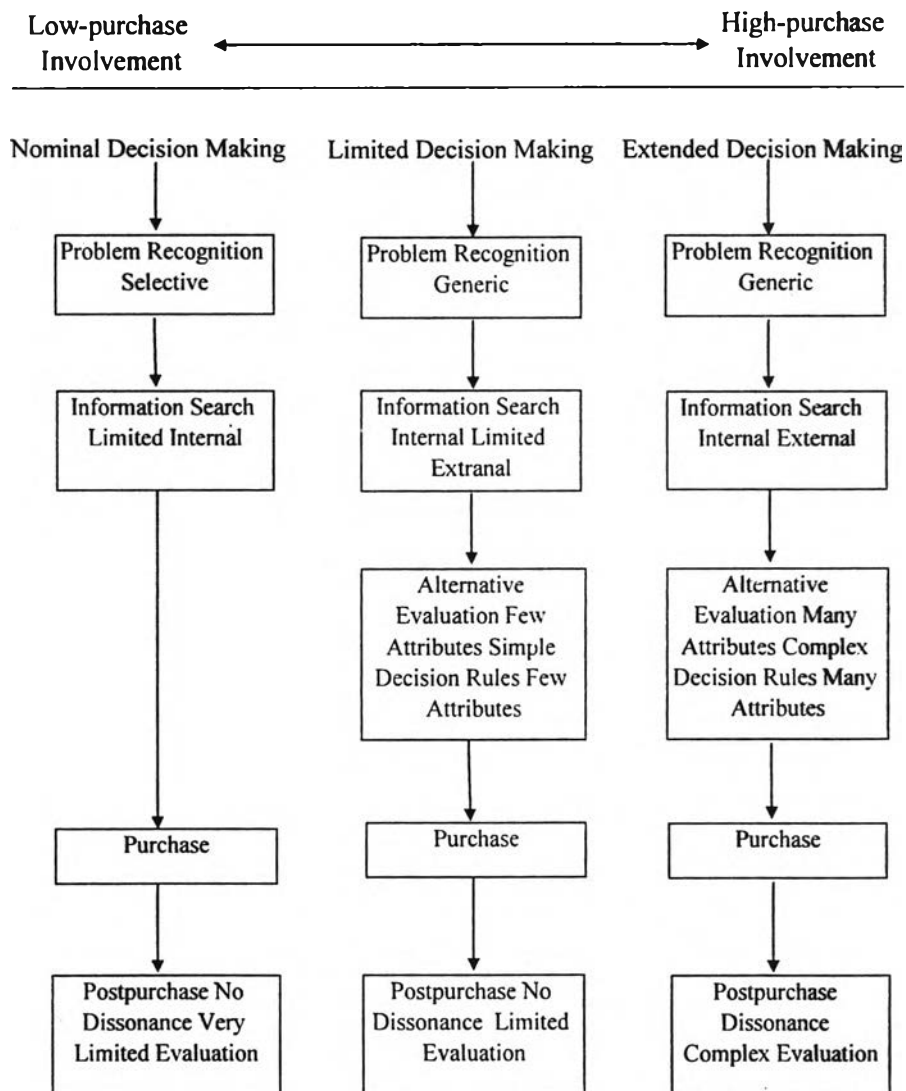 Low-purchase
Involvement
High-purchase
Involvement
Nominal Decision Making
Limited Decision Making
Extended Decision Making
Problem Recognition
Selective
Problem Recognition
Generic
Problem Recognition
Generic
Information Search
Limited Internal
Information Search
Internal Limited
Extranal
Information Search
Internal External
Alternative
Evaluation Few
Attributes Simple
Decision Rules Few
Attributes
Alternative
Evaluation Many
Attributes Complex
Decision Rules Many
Attributes
Purchase
Purchase
Purchase
Postpurchase No
Dissonance Very
Limited Evaluation
Postpurchase No
Dissonance Limited
Evaluation
Postpurchase
Dissonance
Complex Evaluation